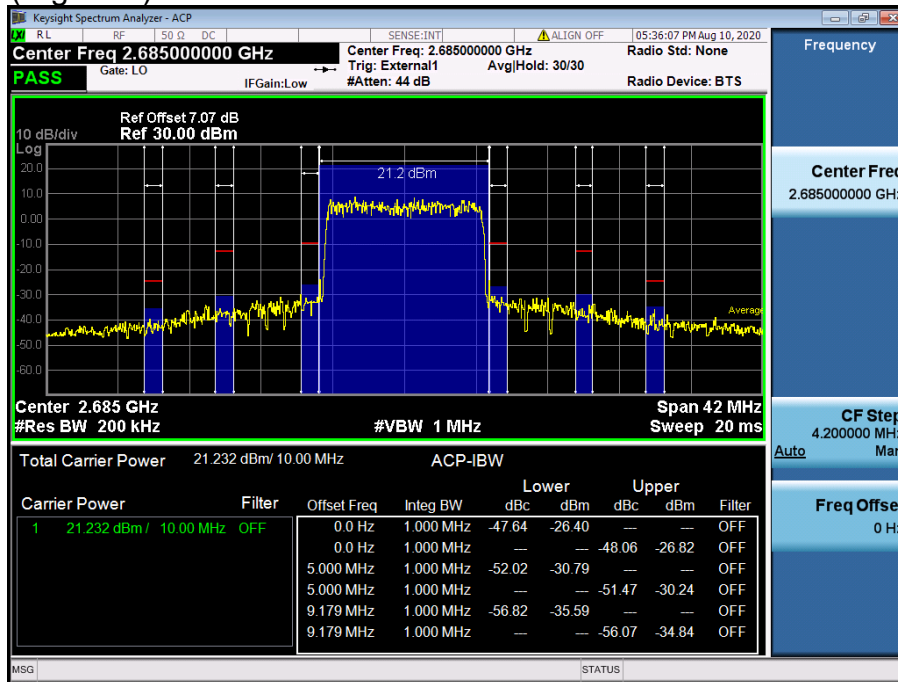 Keysight Spectrum Analyzer - ACP
LXI RL RF 50 Ω DC SENSE:INT ALIGN OFF 05:36:07 PM Aug 10, 2020
Center Freq 2.685000000 GHz
Center Freq: 2.685000000 GHz Radio Std: None
Gate: LO Trig: External1 Avg|Hold: 30/30
PASS IFGain:Low #Atten: 44 dB Radio Device: BTS
Frequency
Ref Offset 7.07 dB
10 dB/div Ref 30.00 dBm
Log
20.0
21.2 dBm
10.0
0.00
-10.0
-20.0
-30.0
-40.0
Average
-50.0
-60.0
Center 2.685 GHz Span 42 MHz
#Res BW 200 kHz #VBW 1 MHz Sweep 20 ms
Center Freq
2.685000000 GH
CF Step
4.200000 MH
Auto Mar
Freq Offse
0 H
Total Carrier Power 21.232 dBm/ 10.00 MHz ACP-IBW
Lower Upper
Carrier Power Filter Offset Freq Integ BW dBc dBm dBc dBm Filter
1 21.232 dBm / 10.00 MHz OFF 0.0 Hz 1.000 MHz -47.64 -26.40 --- --- OFF
0.0 Hz 1.000 MHz --- --- -48.06 -26.82 OFF
5.000 MHz 1.000 MHz -52.02 -30.79 --- --- OFF
5.000 MHz 1.000 MHz --- --- -51.47 -30.24 OFF
9.179 MHz 1.000 MHz -56.82 -35.59 --- --- OFF
9.179 MHz 1.000 MHz --- --- -56.07 -34.84 OFF
MSG STATUS